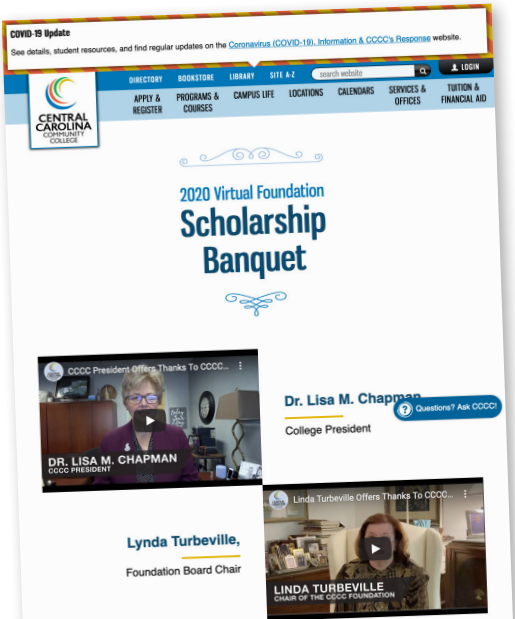 COVID-19 Update
See details, student resources, and find regular updates on the Coronavirus (COVID-19), Information & CCCC's Response website.
DIRECTORY BOOKSTORE LIBRARY SITE A-Z search website LOGIN
CENTRAL
CAROLINA
COMMUNITY
COLLEGE
APPLY &
REGISTER
PROGRAMS &
COURSES
CAMPUS LIFE
LOCATIONS
CALENDARS
SERVICES &
OFFICES
TUITION &
FINANCIAL AID
2020 Virtual Foundation
Scholarship
Banquet
CCCC President Offers Thanks To CCCC...
DR. LISA M. CHAPMAN
CCCC PRESIDENT
Dr. Lisa M. Chapman
Questions? Ask CCCC!
College President
Lynda Turbeville,
Foundation Board Chair
Linda Turbeville Offers Thanks To CCCC...
LINDA TURBEVILLE
CHAIR OF THE CCCC FOUNDATION